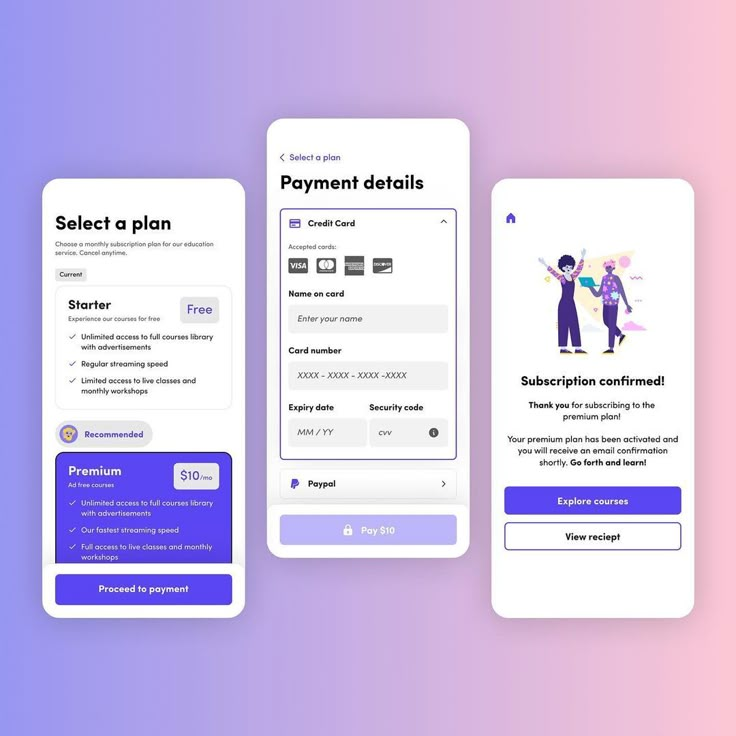 Select a plan
Choose a monthly subscription plan for our education
service. Cancel anytime.
Current
Starter
Free
Experience our courses for free
Unlimited access to full courses library
with advertisements
Regular streaming speed
Limited access to live classes and
monthly workshops
Recommended
Premium
$10/mo
Ad free courses
Unlimited access to full courses library
with advertisements
Our fastest streaming speed
Full access to live classes and monthly
workshops
Proceed to payment
Select a plan
Payment details
Credit Card
Accepted cards:
VISA
MasterCard
AMERICAN EXPRESS
DISCOVER
Name on card
Enter your name
Card number
XXXX - XXXX - XXXX -XXXX
Expiry date
Security code
MM / YY
cvv
Paypal
Pay $10
Subscription confirmed!
Thank you for subscribing to the
premium plan!
Your premium plan has been activated and
you will receive an email confirmation
shortly. Go forth and learn!
Explore courses
View reciept